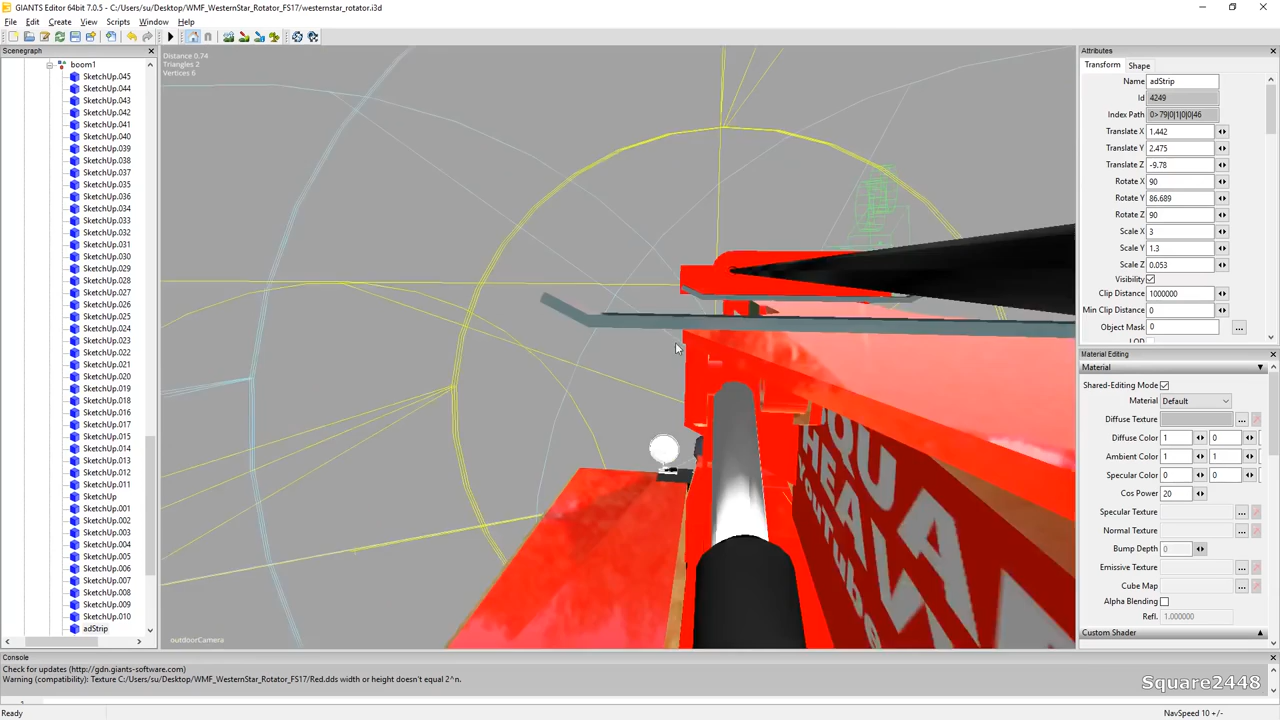 GIANTS Editor 64bit 7.0.5 - C:/Users/su/Desktop/WMF_WesternStar_Rotator_FS17/westernstar_rotator.i3d
File Edit Create View Scripts Window Help
Scenegraph
boom1
SketchUp.045
SketchUp.044
SketchUp.043
SketchUp.042
SketchUp.041
SketchUp.040
SketchUp.039
SketchUp.038
SketchUp.037
SketchUp.035
SketchUp.036
SketchUp.034
SketchUp.033
SketchUp.032
SketchUp.031
SketchUp.030
SketchUp.029
SketchUp.028
SketchUp.027
SketchUp.026
SketchUp.025
SketchUp.024
SketchUp.023
SketchUp.022
SketchUp.021
SketchUp.020
SketchUp.019
SketchUp.018
SketchUp.016
SketchUp.017
SketchUp.015
SketchUp.014
SketchUp.013
SketchUp.012
SketchUp.011
SketchUp
SketchUp.001
SketchUp.002
SketchUp.003
SketchUp.004
SketchUp.005
SketchUp.006
SketchUp.007
SketchUp.008
SketchUp.009
SketchUp.010
adStrip
Distance 0.74
Triangles 2
Vertices 6
outdoorCamera
Attributes
Transform Shape
Name adStrip
Id 4249
Index Path 0>79|0|1|0|0|46
Translate X 1.442
Translate Y 2.475
Translate Z -9.78
Rotate X 90
Rotate Y 86.689
Rotate Z 90
Scale X 3
Scale Y 1.3
Scale Z 0.053
Visibility
Clip Distance 1000000
Min Clip Distance 0
Object Mask 0 ...
Material Editing
Material
Shared-Editing Mode
Material Default
Diffuse Texture ...
Diffuse Color 1 0
Ambient Color 1 1
Specular Color 0 0
Cos Power 20
Specular Texture ...
Normal Texture ...
Bump Depth 0
Emissive Texture ...
Cube Map ...
Alpha Blending
Refl. 1.000000
Custom Shader
Console
Check for updates (http://gdn.giants-software.com)
Warning (compatibility): Texture C:/Users/su/Desktop/WMF_WesternStar_Rotator_FS17/Red.dds width or height doesn't equal 2^n.
Square2448
Ready NavSpeed 10 +/-